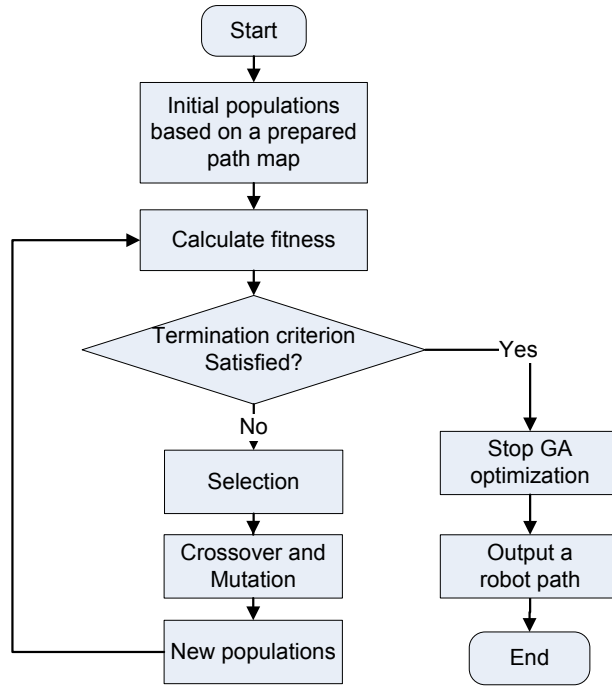 Start
Initial populations
based on a prepared
path map
Calculate fitness
Termination criterion
Satisfied?
Yes
No
Selection
Crossover and
Mutation
New populations
Stop GA
optimization
Output a
robot path
End